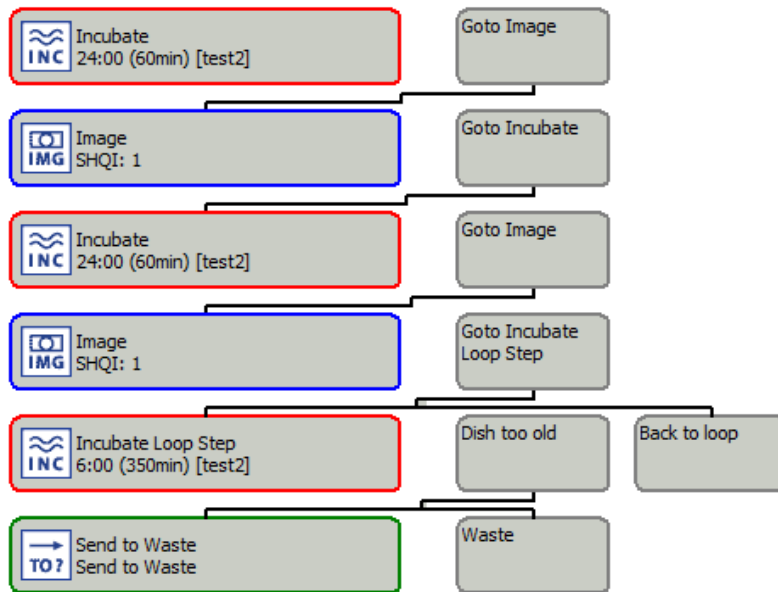 Incubate
24:00 (60min) [test2]
INC
Goto Image
Image
SHQI: 1
IMG
Goto Incubate
Incubate
24:00 (60min) [test2]
INC
Goto Image
Image
SHQI: 1
IMG
Goto Incubate
Loop Step
Incubate Loop Step
6:00 (350min) [test2]
INC
Dish too old
Back to loop
Send to Waste
Send to Waste
TO?
Waste